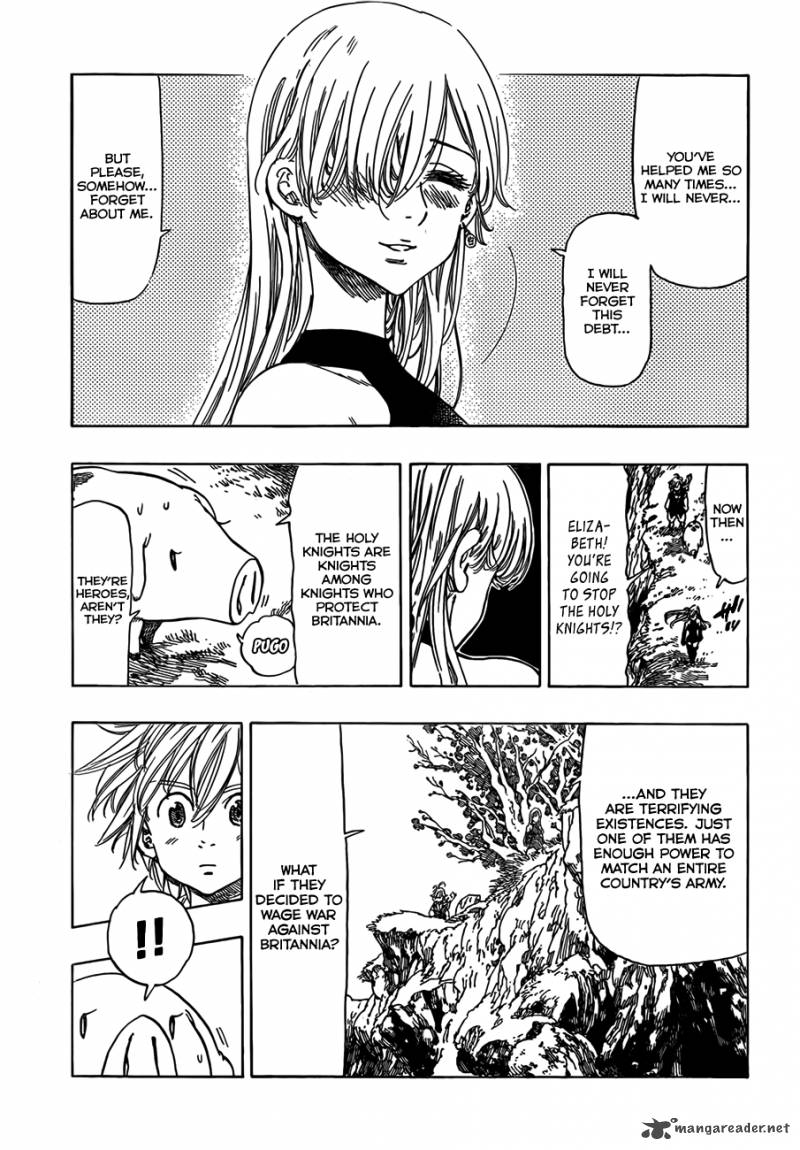 YOU'VE
HELPED ME SO
MANY TIMES...
I WILL NEVER...
I WILL
NEVER
FORGET
THIS
DEBT...
BUT
PLEASE,
SOMEHOW...
FORGET
ABOUT ME.
NOW
THEN
...
ELIZA-
BETH!
YOU'RE
GOING
TO STOP
THE HOLY
KNIGHTS!?
THE HOLY
KNIGHTS ARE
KNIGHTS
AMONG
KNIGHTS WHO
PROTECT
BRITANNIA.
THEY'RE
HEROES,
AREN'T
THEY?
PUGO
...AND THEY
ARE TERRIFYING
EXISTENCES. JUST
ONE OF THEM HAS
ENOUGH POWER TO
MATCH AN ENTIRE
COUNTRY'S ARMY.
WHAT
IF THEY
DECIDED TO
WAGE WAR
AGAINST
BRITANNIA?
!!
mangareader.net